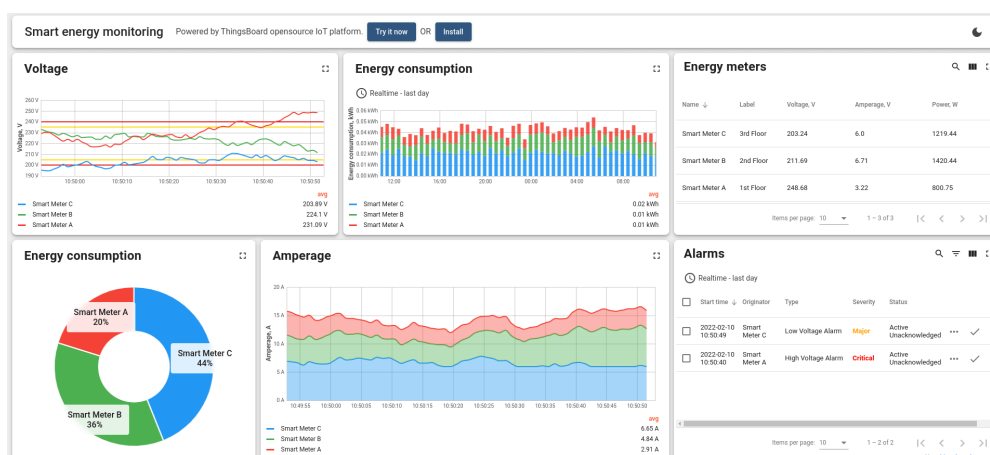 Smart energy monitoring Powered by ThingsBoard opensource IoT platform. Try it now OR Install
Voltage
260 V
250 V
240 V
230 V
220 V
210 V
200 V
190 V
Voltage, V
10:50:00 10:50:10 10:50:20 10:50:30 10:50:40 10:50:50
avg
Smart Meter C 203.89 V
Smart Meter B 224.1 V
Smart Meter A 231.09 V
Energy consumption
Realtime - last day
0.06 kWh
0.05 kWh
0.04 kWh
0.03 kWh
0.02 kWh
0.01 kWh
0.00 kWh
Energy consumption, kWh
12:00 16:00 20:00 00:00 04:00 08:00
avg
Smart Meter C 0.02 kWh
Smart Meter B 0.01 kWh
Smart Meter A 0.01 kWh
Energy meters
Name Label Voltage, V Amperage, V Power, W
Smart Meter C 3rd Floor 203.24 6.0 1219.44
Smart Meter B 2nd Floor 211.69 6.71 1420.44
Smart Meter A 1st Floor 248.68 3.22 800.75
Items per page: 10 1 – 3 of 3
Energy consumption
Smart Meter A
20%
Smart Meter C
44%
Smart Meter B
36%
Amperage
20 A
15 A
10 A
5 A
0 A
Amperage, A
10:49:55 10:50:00 10:50:05 10:50:10 10:50:15 10:50:20 10:50:25 10:50:30 10:50:35 10:50:40 10:50:45 10:50:50
avg
Smart Meter C 6.65 A
Smart Meter B 4.84 A
Smart Meter A 2.91 A
Alarms
Realtime - last day
Start time Originator Type Severity Status
2022-02-10 10:50:49 Smart Meter C Low Voltage Alarm Major Active Unacknowledged
2022-02-10 10:50:40 Smart Meter A High Voltage Alarm Critical Active Unacknowledged
Items per page: 10 1 – 2 of 2